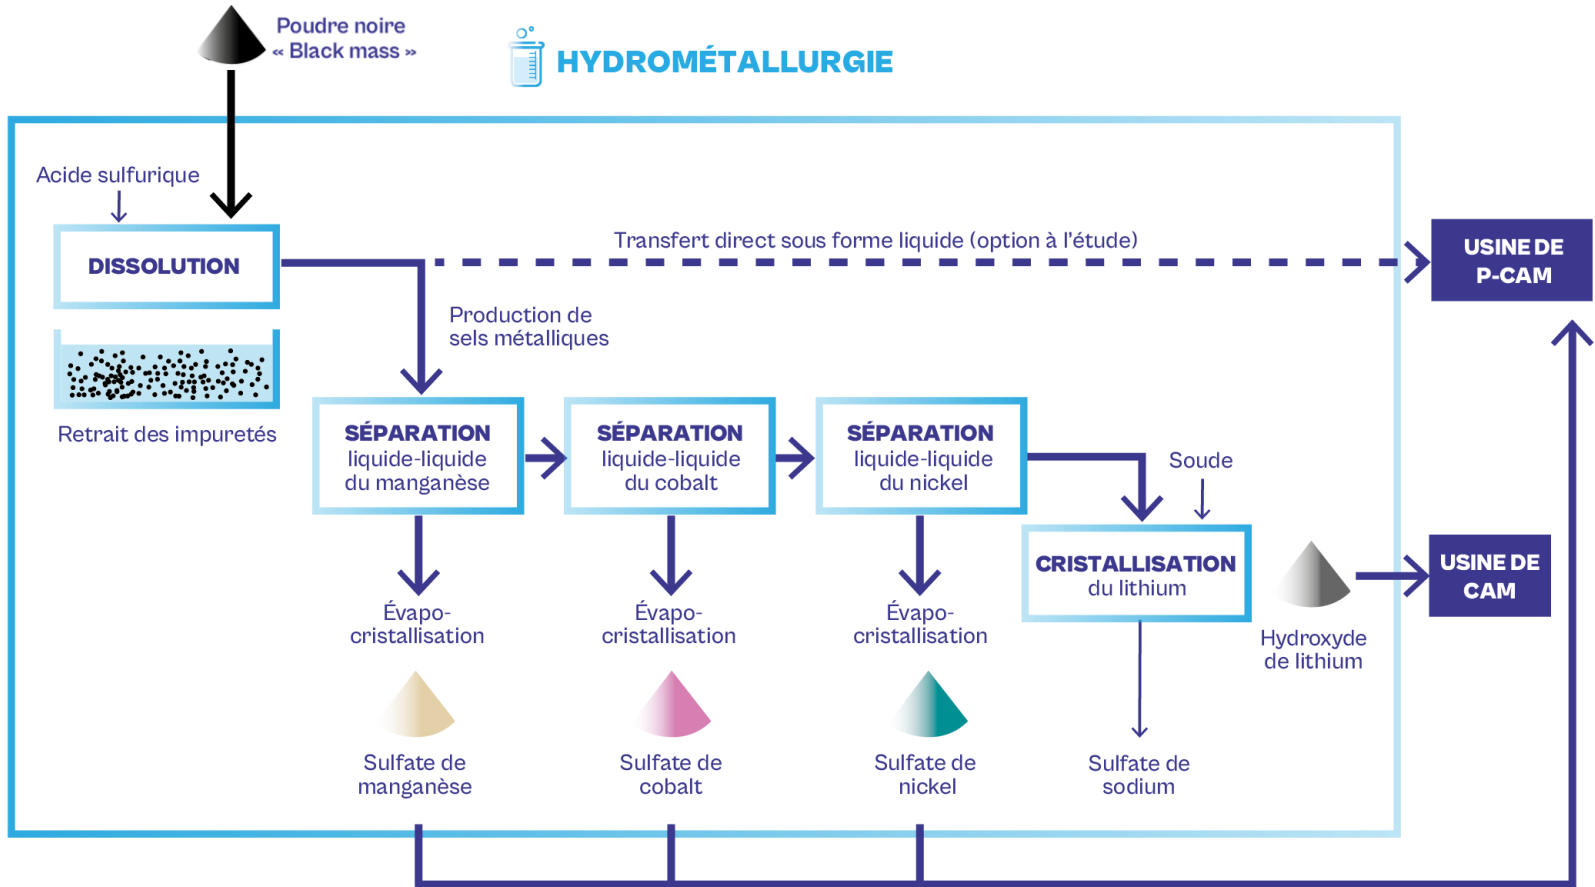 Poudre noire
« Black mass »
HYDROMÉTALLURGIE
Acide sulfurique
DISSOLUTION
Retrait des impuretés
Transfert direct sous forme liquide (option à l'étude)
USINE DE
P-CAM
Production de
sels métalliques
SÉPARATION
liquide-liquide
du manganèse
SÉPARATION
liquide-liquide
du cobalt
SÉPARATION
liquide-liquide
du nickel
Soude
CRISTALLISATION
du lithium
Hydroxyde
de lithium
USINE DE
CAM
Évapo-
cristallisation
Évapo-
cristallisation
Évapo-
cristallisation
Sulfate de
manganèse
Sulfate de
cobalt
Sulfate de
nickel
Sulfate de
sodium